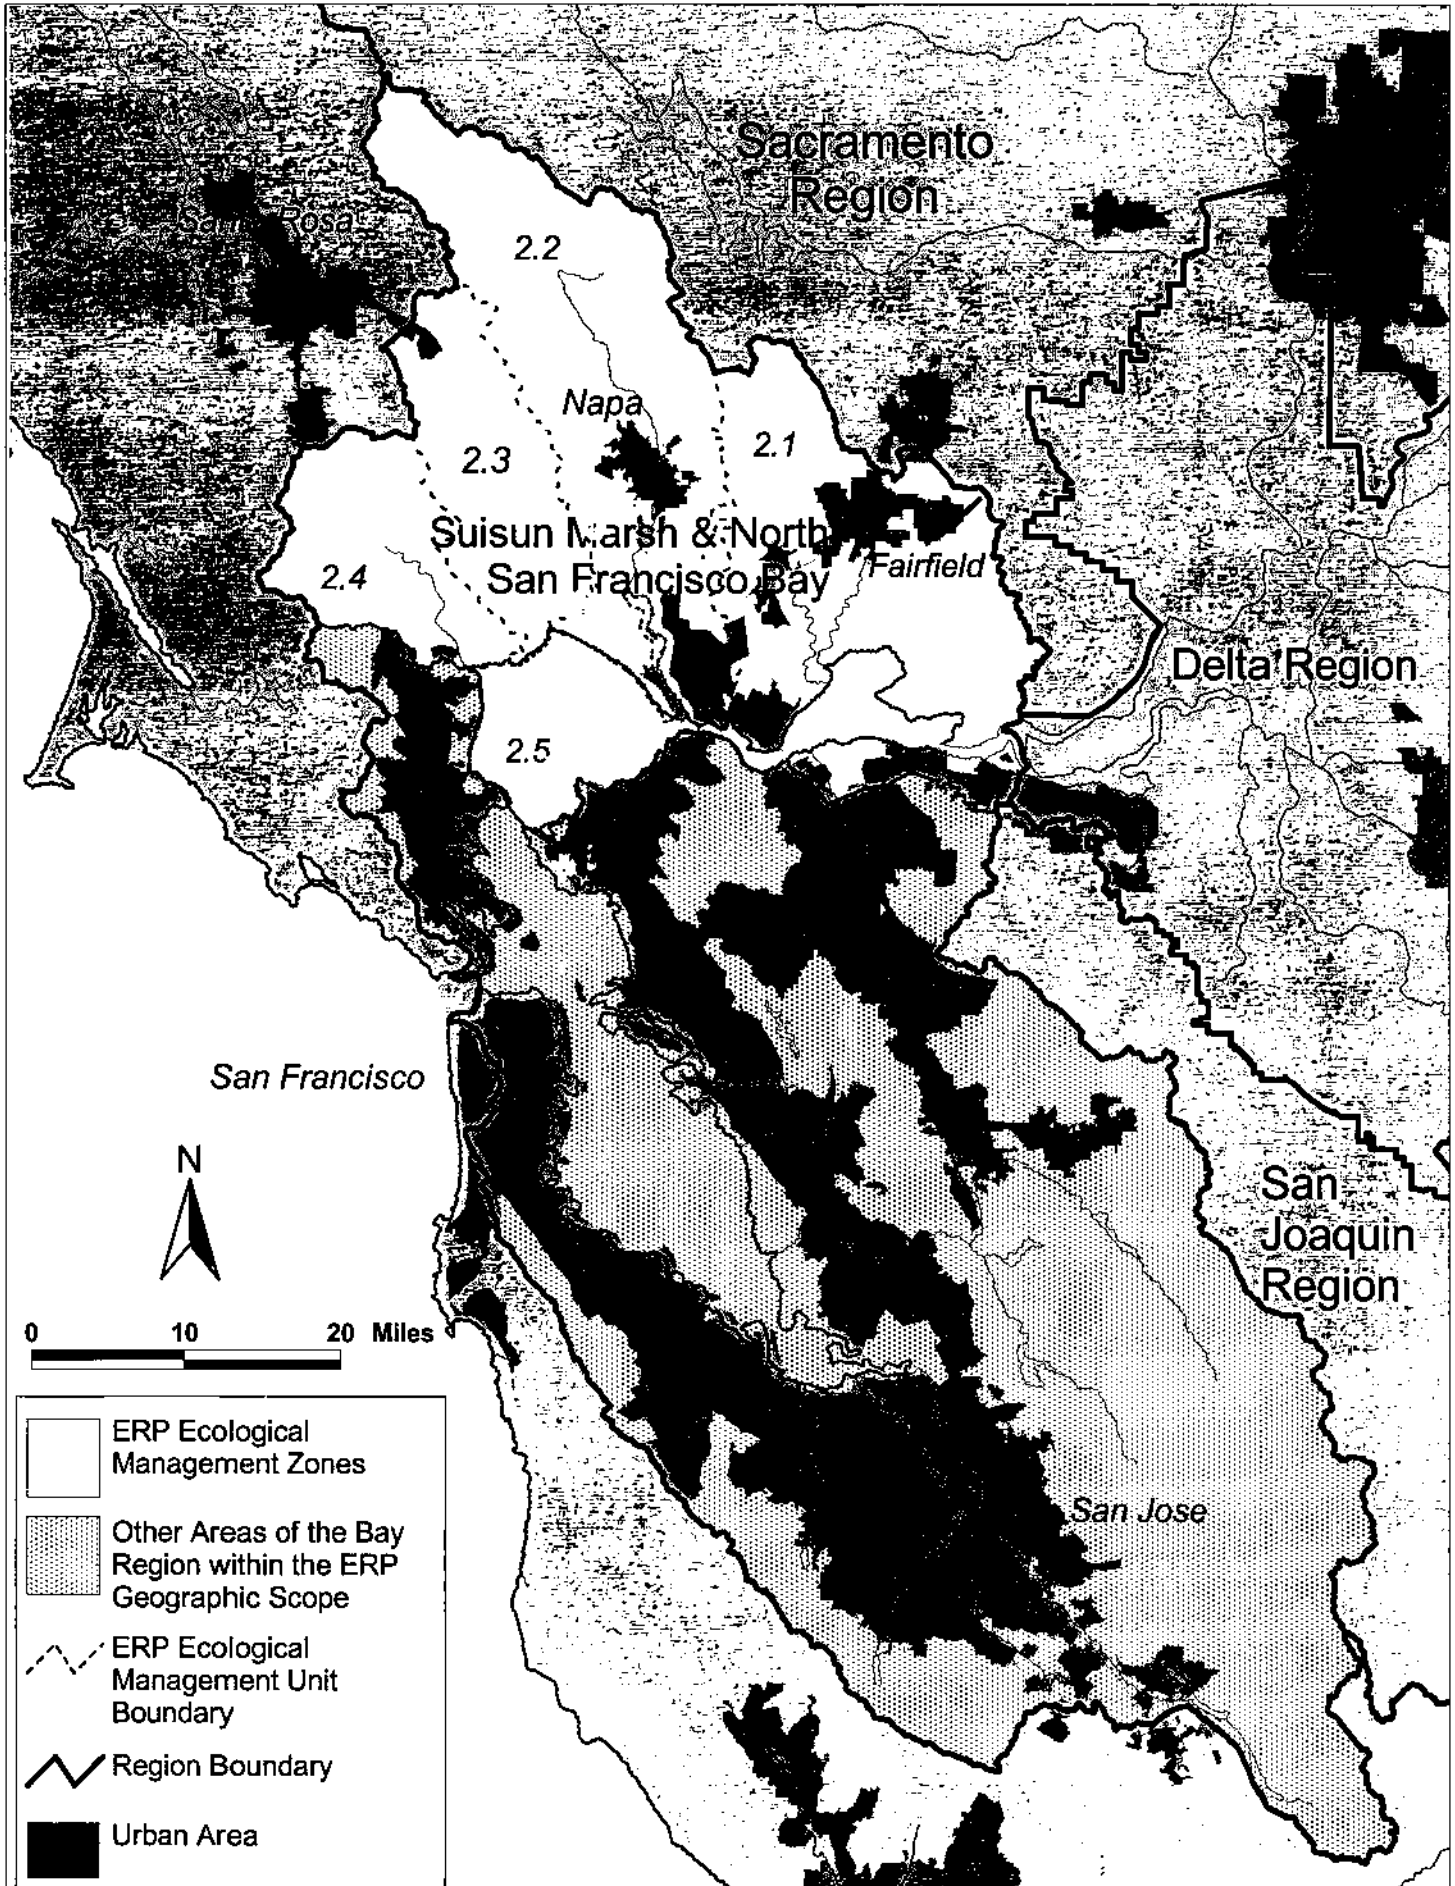 Sacramento
Region
Rosa
2.2
Napa
2.1
2.3
Suisun Marsh & North
San Francisco Bay
Fairfield
2.4
Delta Region
2.5
San Francisco
N
San
Joaquin
Region
0 10 20 Miles
ERP Ecological
Management Zones
San Jose
Other Areas of the Bay
Region within the ERP
Geographic Scope
ERP Ecological
Management Unit
Boundary
Region Boundary
Urban Area